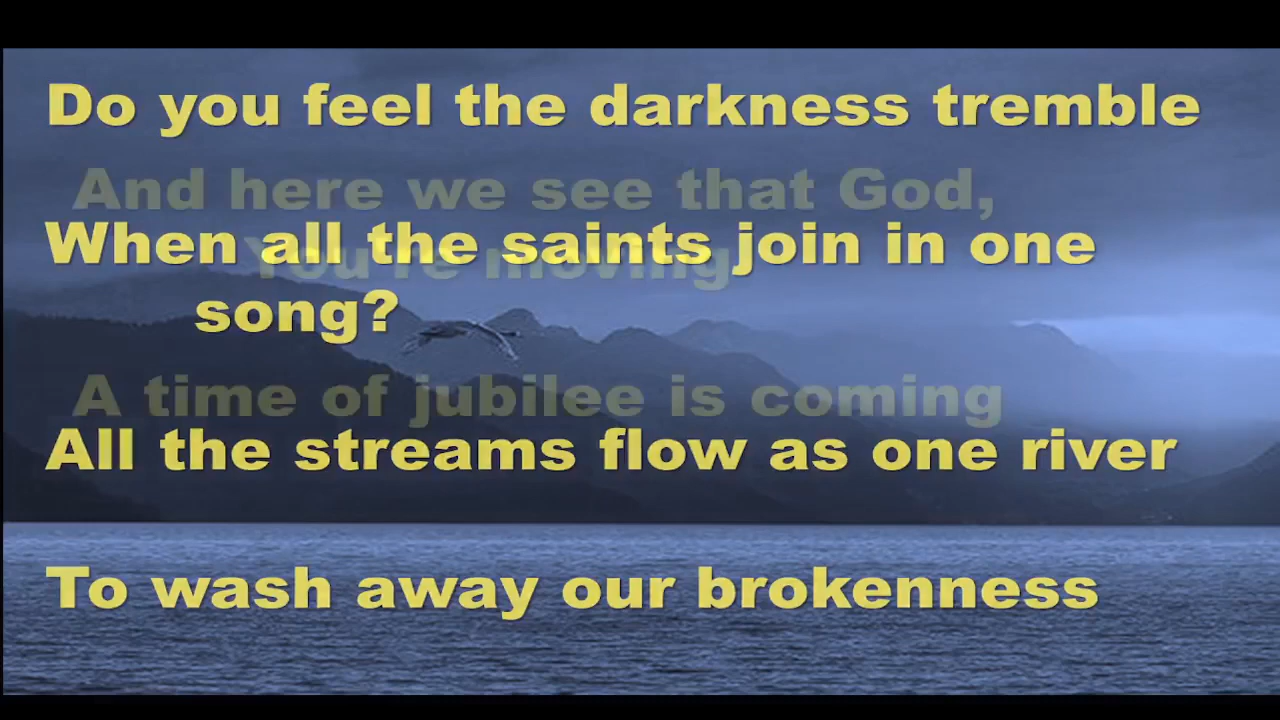 Do you feel the darkness tremble
And here we see that God,
When all the saints join in one
You're moving
song?
A time of jubilee is coming
All the streams flow as one river
To wash away our brokenness